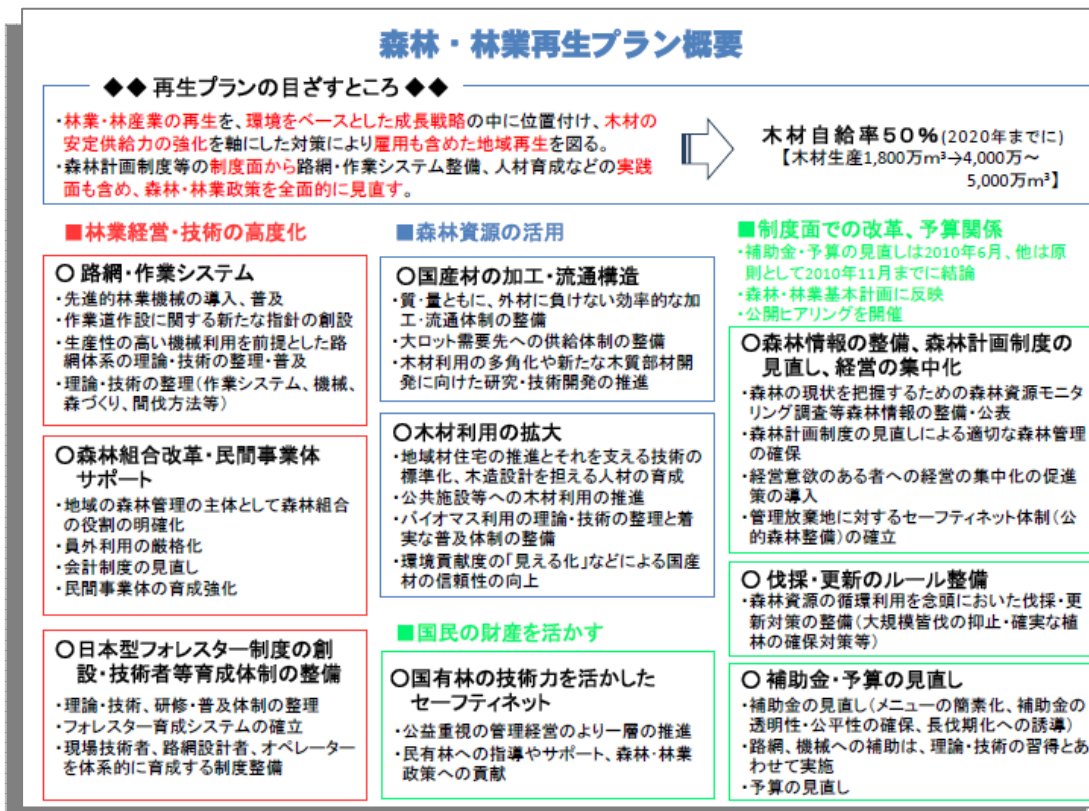 森林・林業再生プラン概要
◆◆ 再生プランの目ざすところ ◆◆
・林業・林産業の再生を、環境をベースとした成長戦略の中に位置付け、木材の
安定供給力の強化を軸にした対策により雇用も含めた地域再生を図る。
・森林計画制度等の制度面から路網・作業システム整備、人材育成などの実践
面も含め、森林・林業政策を全面的に見直す。
木材自給率50%(2020年までに)
【木材生産1,800万m³→4,000万～
5,000万m³】
■林業経営・技術の高度化
○ 路網・作業システム
・先進的林業機械の導入、普及
・作業道作設に関する新たな指針の創設
・生産性の高い機械利用を前提とした路
網体系の理論・技術の整理・普及
・理論・技術の整理(作業システム、機械、
森づくり、間伐方法等)
○森林組合改革・民間事業体
サポート
・地域の森林管理の主体として森林組合
の役割の明確化
・員外利用の厳格化
・会計制度の見直し
・民間事業体の育成強化
○日本型フォレスター制度の創
設・技術者等育成体制の整備
・理論・技術、研修・普及体制の整理
・フォレスター育成システムの確立
・現場技術者、路網設計者、オペレーター
を体系的に育成する制度整備
■森林資源の活用
○国産材の加工・流通構造
・質・量ともに、外材に負けない効率的な加
工・流通体制の整備
・大ロット需要先への供給体制の整備
・木材利用の多角化や新たな木質部材開
発に向けた研究・技術開発の推進
○木材利用の拡大
・地域材住宅の推進とそれを支える技術の
標準化、木造設計を担える人材の育成
・公共施設等への木材利用の推進
・バイオマス利用の理論・技術の整理と着
実な普及体制の整備
・環境貢献度の「見える化」などによる国産
材の信頼性の向上
■国民の財産を活かす
○国有林の技術力を活かした
セーフティネット
・公益重視の管理経営のより一層の推進
・民有林への指導やサポート、森林・林業
政策への貢献
■制度面での改革、予算関係
・補助金・予算の見直しは2010年6月、他は原
則として2010年11月までに結論
・森林・林業基本計画に反映
・公開ヒアリングを開催
○森林情報の整備、森林計画制度の
見直し、経営の集中化
・森林の現状を把握するための森林資源モニタ
リング調査等森林情報の整備・公表
・森林計画制度の見直しによる適切な森林管理
の確保
・経営意欲のある者への経営の集中化の促進
策の導入
・管理放棄地に対するセーフティネット体制(公
的森林整備)の確立
○ 伐採・更新のルール整備
・森林資源の循環利用を念頭においた伐採・更
新対策の整備(大規模皆伐の抑止・確実な植
林の確保対策等)
○ 補助金・予算の見直し
・補助金の見直し(メニューの簡素化、補助金の
透明性・公平性の確保、長伐期化への誘導)
・路網、機械への補助は、理論・技術の習得とあ
わせて実施
・予算の見直し